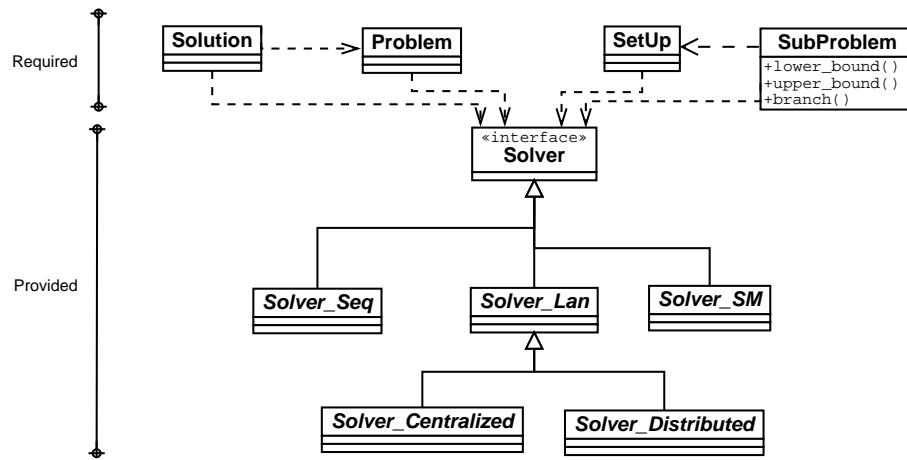 Required
Solution
Problem
SetUp
SubProblem
+lower_bound()
+upper_bound()
+branch()
«interface»
Solver
Provided
Solver_Seq
Solver_Lan
Solver_SM
Solver_Centralized
Solver_Distributed